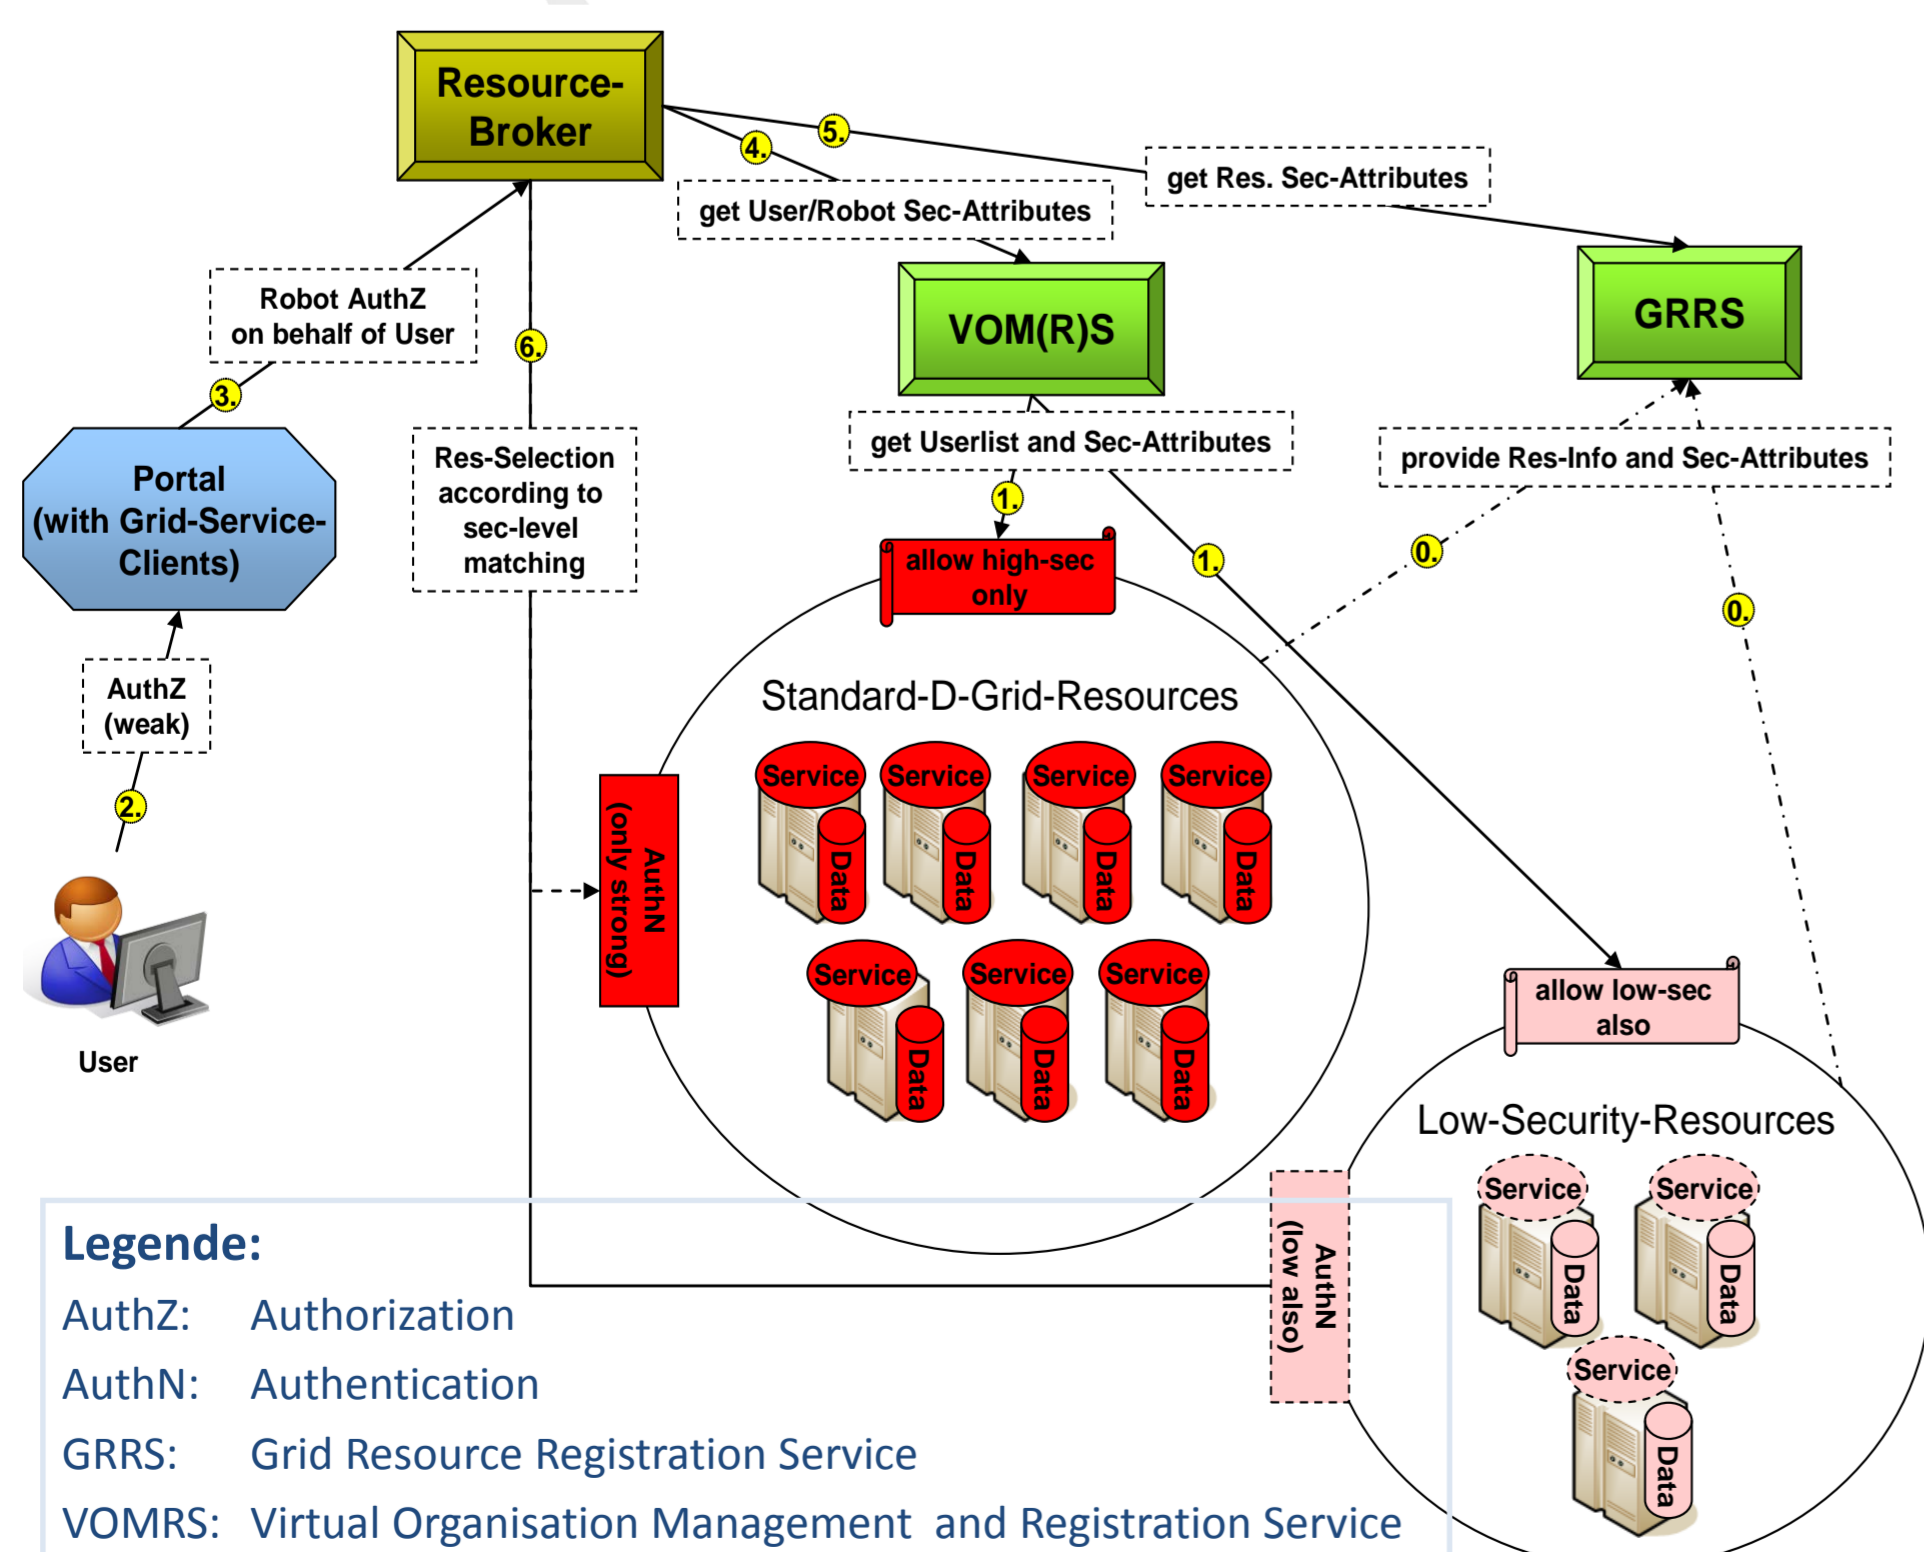 Resource-
Broker
5.
4.
get Res. Sec-Attributes
get User/Robot Sec-Attributes
Robot AuthZ
on behalf of User
6.
3.
VOM(R)S
GRRS
get Userlist and Sec-Attributes
provide Res-Info and Sec-Attributes
Res-Selection
according to
sec-level
matching
Portal
(with Grid-Service-
Clients)
1.
1.
0.
0.
allow high-sec
only
AuthZ
(weak)
2.
User
Standard-D-Grid-Resources
AuthN
(only strong)
Service
Service
Service
Service
Data
Data
Data
Data
Service
Service
Service
Data
Data
Data
allow low-sec
also
Low-Security-Resources
AuthN
(low also)
Service
Service
Data
Data
Service
Data
Legende:
AuthZ: Authorization
AuthN: Authentication
GRRS: Grid Resource Registration Service
VOMRS: Virtual Organisation Management and Registration Service